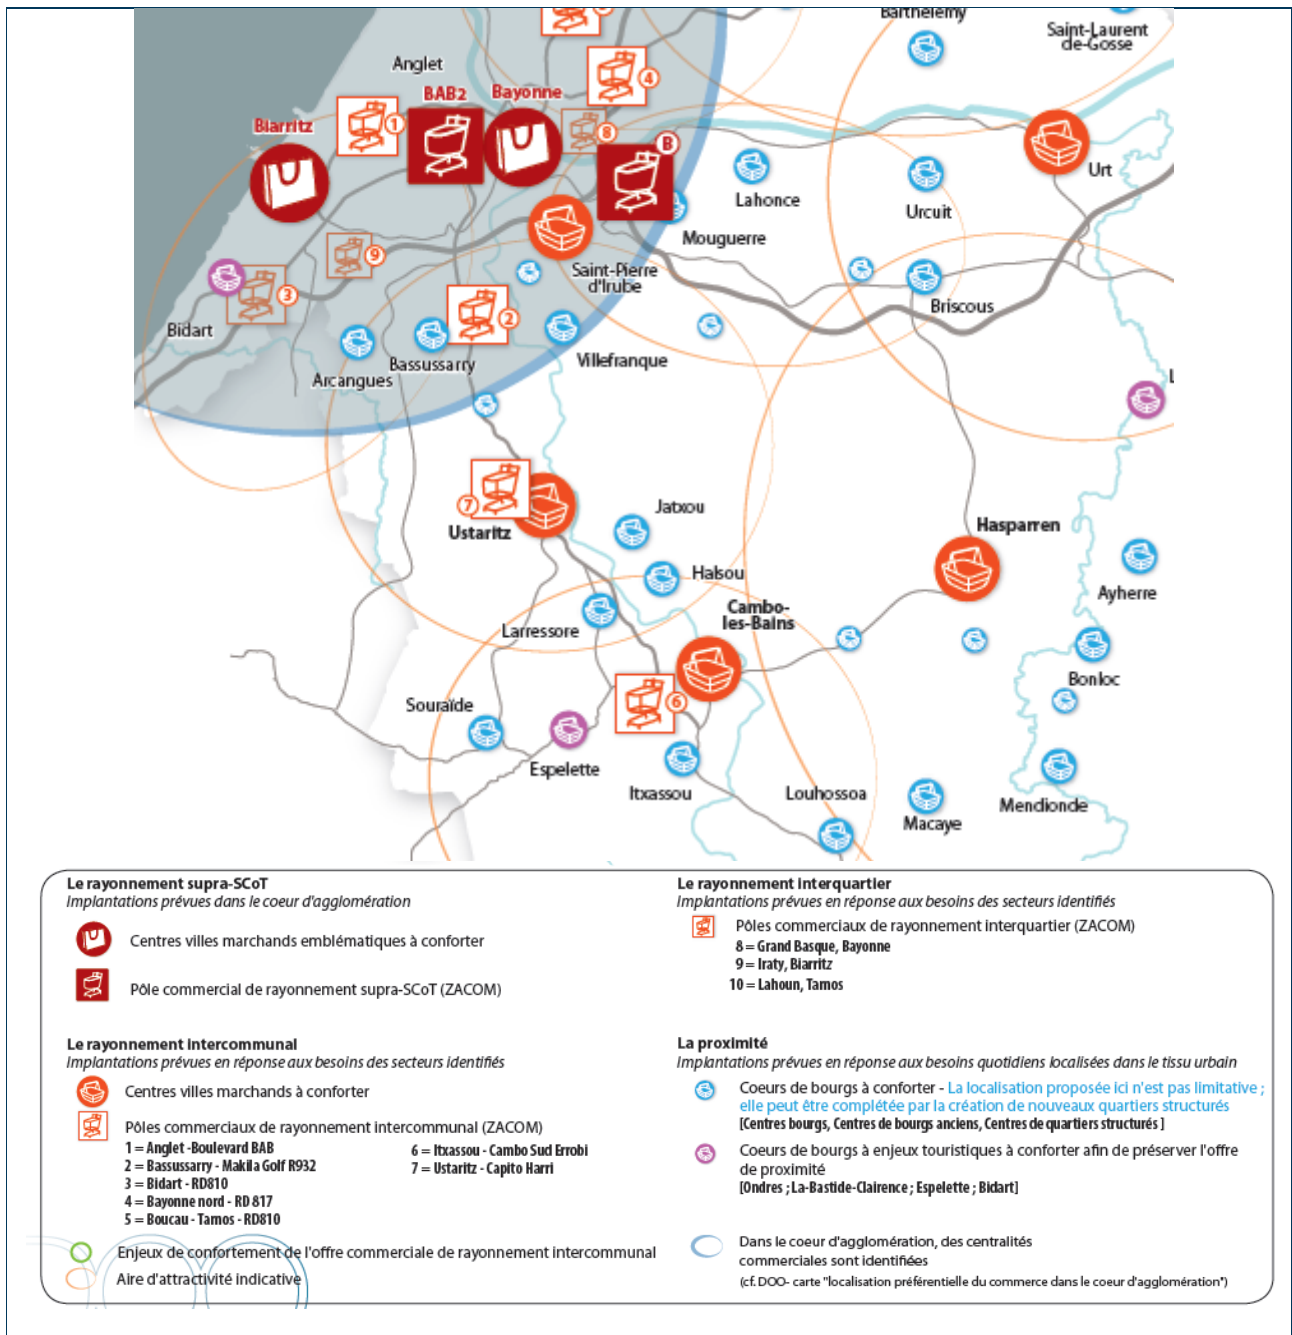 Barthélémy
Saint-Laurent
de-Gosse
Anglet
BAB2
Bayonne
4
Biarritz
1
8
B
Urt
Lahonce
Urcuit
Mouguerre
9
Saint-Pierre
d'Irube
3
Briscous
2
Bidart
Villefranque
Bassussarry
Arcangues
L
7
Jatxou
Ustaritz
Hasparren
Halsou
Ayherre
Cambo-
les-Bains
Larressore
Bonloc
6
Souraïde
Espelette
Itxassou
Louhossoa
Mendionde
Macaye
Le rayonnement supra-SCoT
Implantations prévues dans le coeur d'agglomération
Centres villes marchands emblématiques à conforter
Pôle commercial de rayonnement supra-SCoT (ZACOM)
Le rayonnement intercommunal
Implantations prévues en réponse aux besoins des secteurs identifiés
Centres villes marchands à conforter
Pôles commerciaux de rayonnement intercommunal (ZACOM)
1 = Anglet -Boulevard BAB
2 = Bassussarry - Makila Golf R932
3 = Bidart - RD810
4 = Bayonne nord - RD 817
5 = Boucau - Tarnos - RD810
6 = Itxassou - Cambo Sud Errobi
7 = Ustaritz - Capito Harri
Enjeux de confortement de l'offre commerciale de rayonnement intercommunal
Aire d'attractivité indicative
Le rayonnement interquartier
Implantations prévues en réponse aux besoins des secteurs identifiés
Pôles commerciaux de rayonnement interquartier (ZACOM)
8 = Grand Basque, Bayonne
9 = Iraty, Biarritz
10 = Lahoun, Tarnos
La proximité
Implantations prévues en réponse aux besoins quotidiens localisées dans le tissu urbain
Coeurs de bourgs à conforter - La localisation proposée ici n'est pas limitative ;
elle peut être complétée par la création de nouveaux quartiers structurés
[Centres bourgs, Centres de bourgs anciens, Centres de quartiers structurés ]
Coeurs de bourgs à enjeux touristiques à conforter afin de préserver l'offre
de proximité
[Ondres ; La-Bastide-Clairence ; Espelette ; Bidart]
Dans le coeur d'agglomération, des centralités
commerciales sont identifiées
(cf. DOO- carte "localisation préférentielle du commerce dans le coeur d'agglomération")